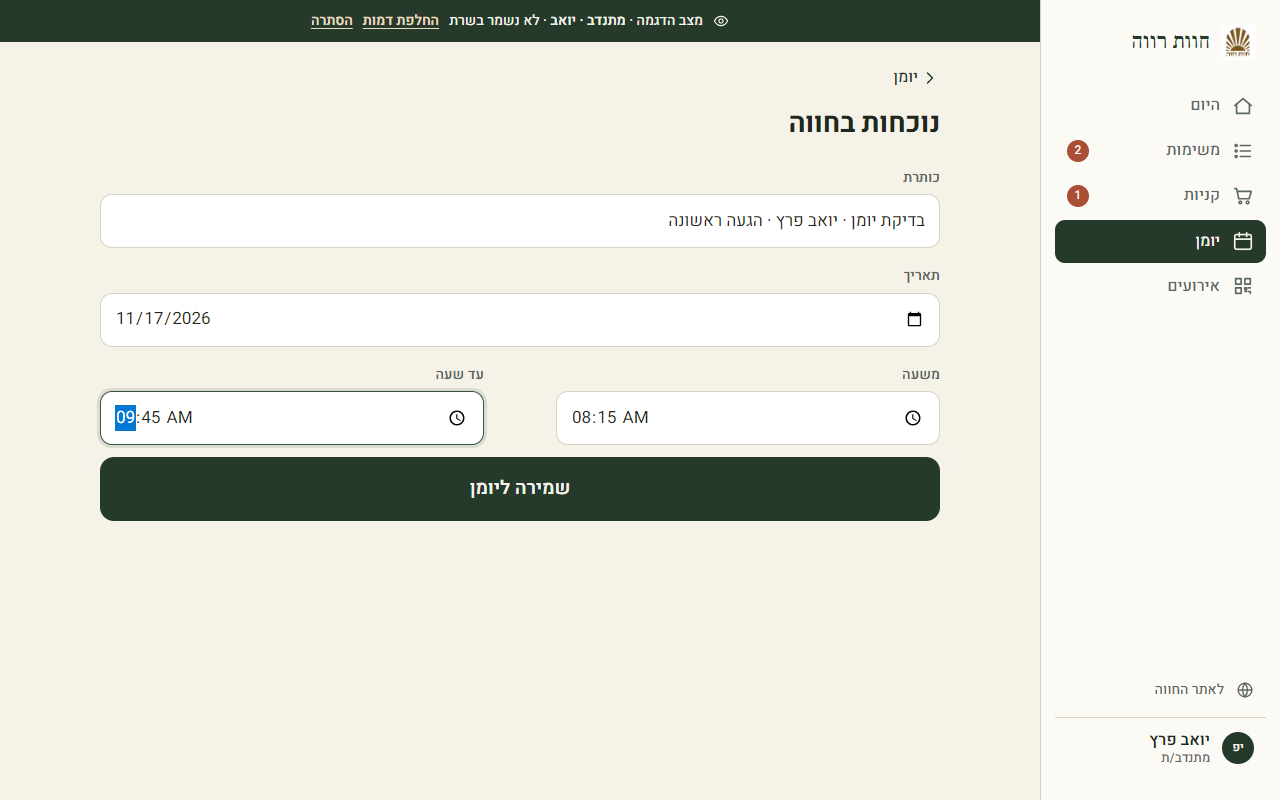 מצב הדגמה · מתנדב · יואב · לא נשמר בשרת החלפת דמות הסתרה
חוות רווה
היום
משימות 2
קניות 1
יומן
אירועים
לאתר החווה
יפ
יואב פרץ
מתנדב/ת
יומן
נוכחות בחווה
כותרת
בדיקת יומן · יואב פרץ · הגעה ראשונה
תאריך
11/17/2026
משעה
08:15 AM
עד שעה
09:45 AM
שמירה ליומן